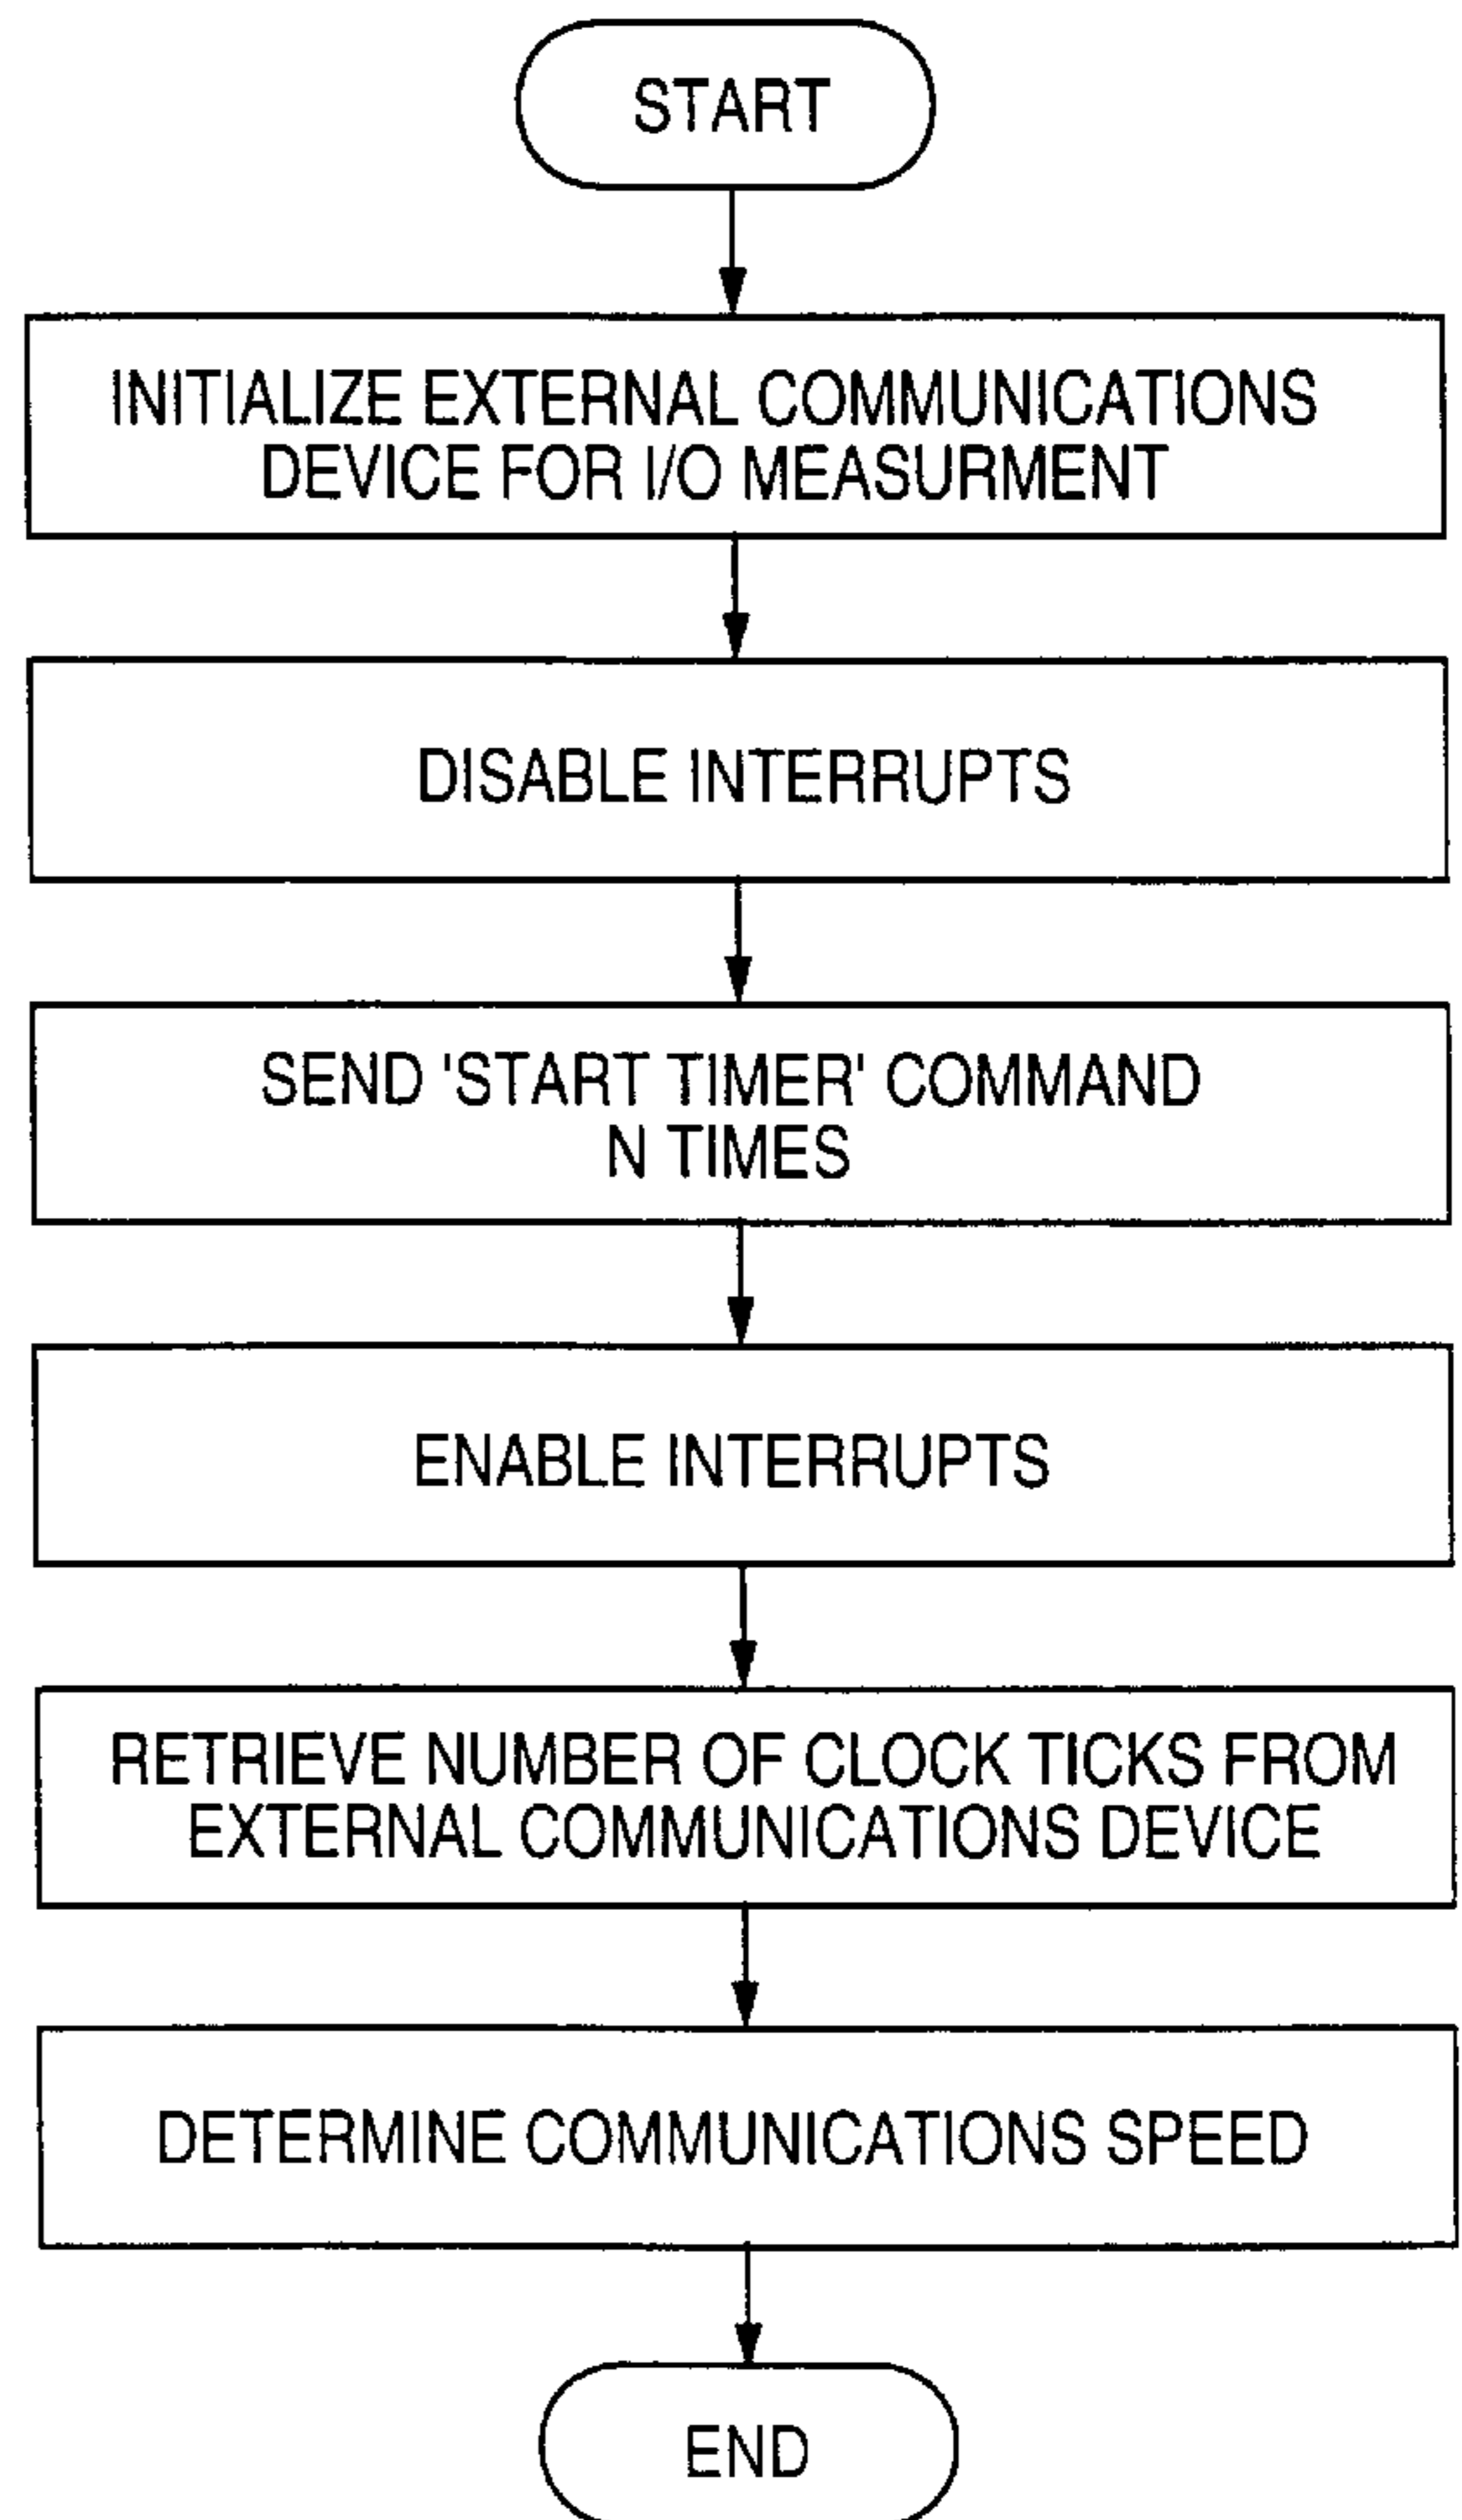 START
INITIALIZE EXTERNAL COMMUNICATIONS
DEVICE FOR I/O MEASURMENT
DISABLE INTERRUPTS
SEND 'START TIMER' COMMAND
N TIMES
ENABLE INTERRUPTS
RETRIEVE NUMBER OF CLOCK TICKS FROM
EXTERNAL COMMUNICATIONS DEVICE
DETERMINE COMMUNICATIONS SPEED
END